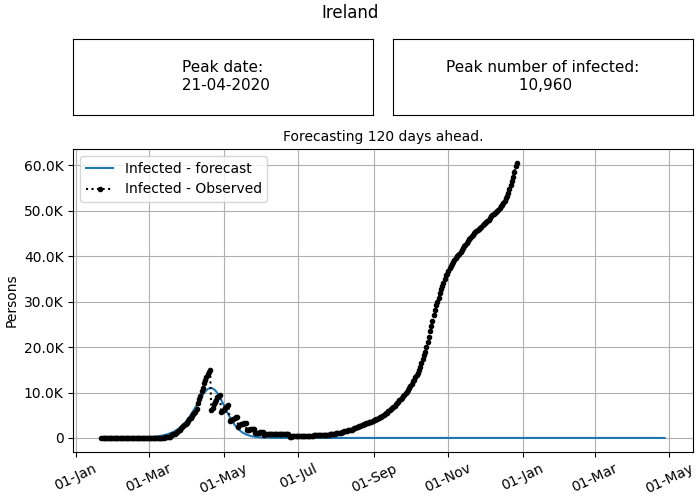 Ireland
Peak date:
21-04-2020
Peak number of infected:
10,960
Forecasting 120 days ahead.
Infected - forecast
Infected - Observed
Persons
60.0K
50.0K
40.0K
30.0K
20.0K
10.0K
0
01-Jan
01-Mar
01-May
01-Jul
01-Sep
01-Nov
01-Jan
01-Mar
01-May